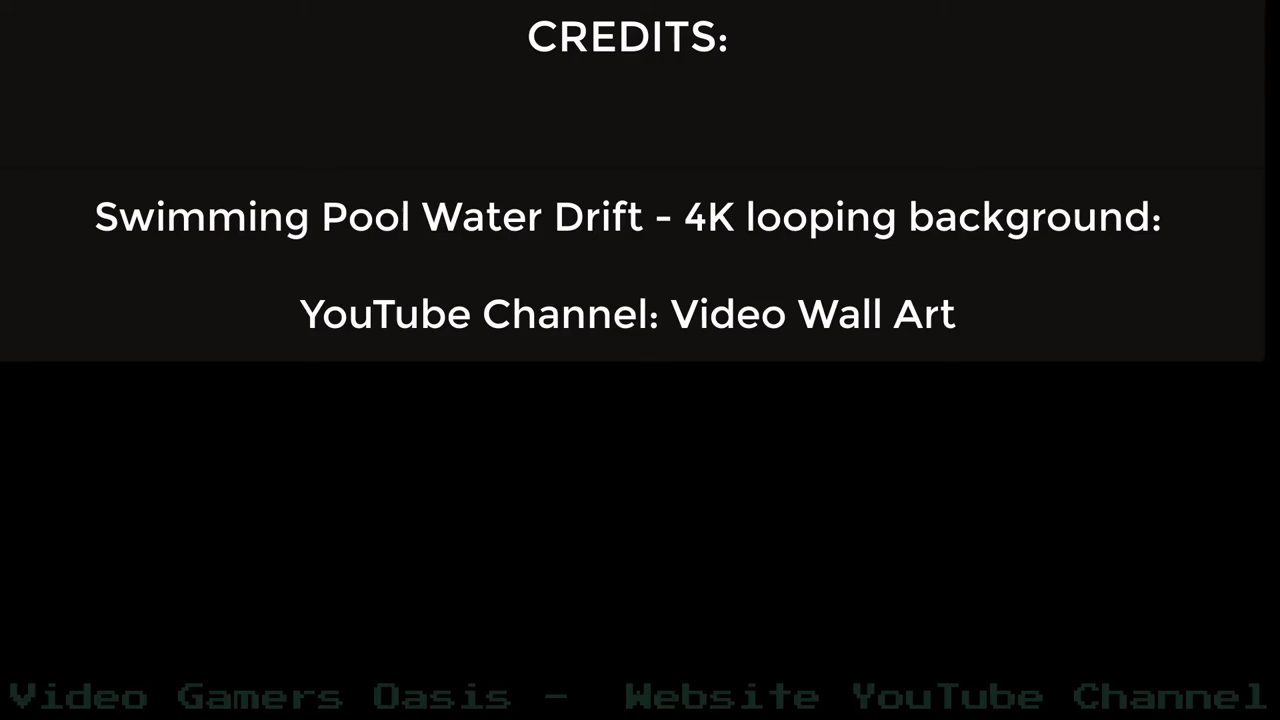 CREDITS:
Swimming Pool Water Drift - 4K looping background:
YouTube Channel: Video Wall Art
Video Gamers Oasis - Website YouTube Channel